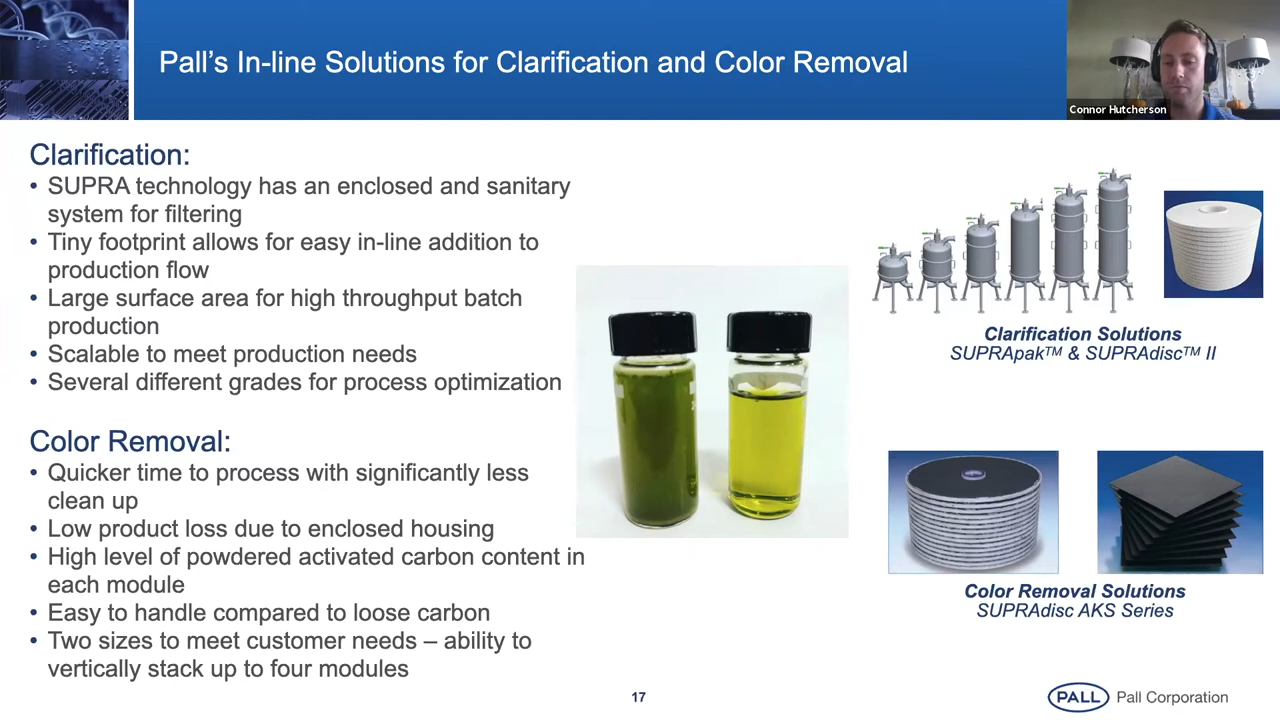 Pall’s In-line Solutions for Clarification and Color Removal
Connor Hutcherson
Clarification:
• SUPRA technology has an enclosed and sanitary
system for filtering
• Tiny footprint allows for easy in-line addition to
production flow
• Large surface area for high throughput batch
production
• Scalable to meet production needs
• Several different grades for process optimization
Color Removal:
• Quicker time to process with significantly less
clean up
• Low product loss due to enclosed housing
• High level of powdered activated carbon content in
each module
• Easy to handle compared to loose carbon
• Two sizes to meet customer needs – ability to
vertically stack up to four modules
Clarification Solutions
SUPRApak™ & SUPRAdisc™ II
Color Removal Solutions
SUPRAdisc AKS Series
17
PALL Pall Corporation